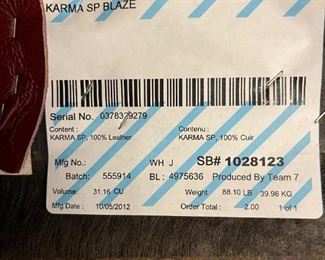 KARMA SP BLAZE
Serial No. 0378329279
Content : Contenu :
KARMA SP, 100% Leather KARMA SP, 100% Cuir
Mfg No.: WH J SB# 1028123
Batch: 555914 BL : 4975636 Produced By Team 7
Volume: 31.16 CU Weight 88.10 LB 39.96 KG
Mfg Date : 10/05/2012 Order Total : 2.00 1 of 1